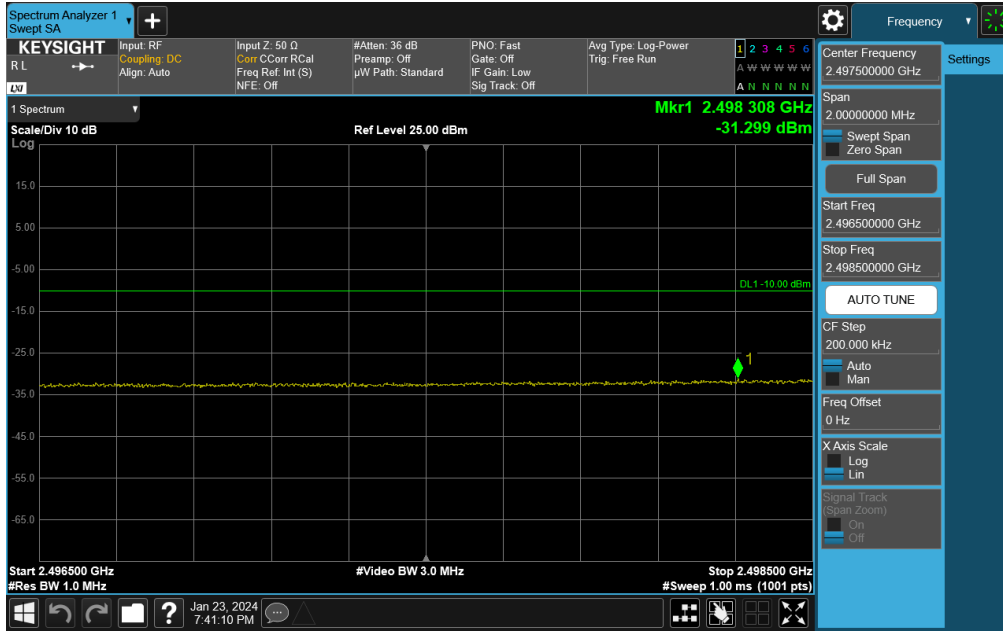 Spectrum Analyzer 1
Swept SA
Frequency
KEYSIGHT
R L
LXI
Input: RF
Coupling: DC
Align: Auto
Input Z: 50 Ω
Corr CCorr RCal
Freq Ref: Int (S)
NFE: Off
#Atten: 36 dB
Preamp: Off
µW Path: Standard
PNO: Fast
Gate: Off
IF Gain: Low
Sig Track: Off
Avg Type: Log-Power
Trig: Free Run
1 2 3 4 5 6
A W W W W W
A N N N N N
1 Spectrum
Scale/Div 10 dB
Ref Level 25.00 dBm
Mkr1 2.498 308 GHz
-31.299 dBm
Log
15.0
5.00
-5.00
DL1 -10.00 dBm
-15.0
-25.0
1
-35.0
-45.0
-55.0
-65.0
Start 2.496500 GHz
#Video BW 3.0 MHz
Stop 2.498500 GHz
#Res BW 1.0 MHz
#Sweep 1.00 ms (1001 pts)
Jan 23, 2024
7:41:10 PM
Center Frequency
2.497500000 GHz
Settings
Span
2.00000000 MHz
Swept Span
Zero Span
Full Span
Start Freq
2.496500000 GHz
Stop Freq
2.498500000 GHz
AUTO TUNE
CF Step
200.000 kHz
Auto
Man
Freq Offset
0 Hz
X Axis Scale
Log
Lin
Signal Track
(Span Zoom)
On
Off